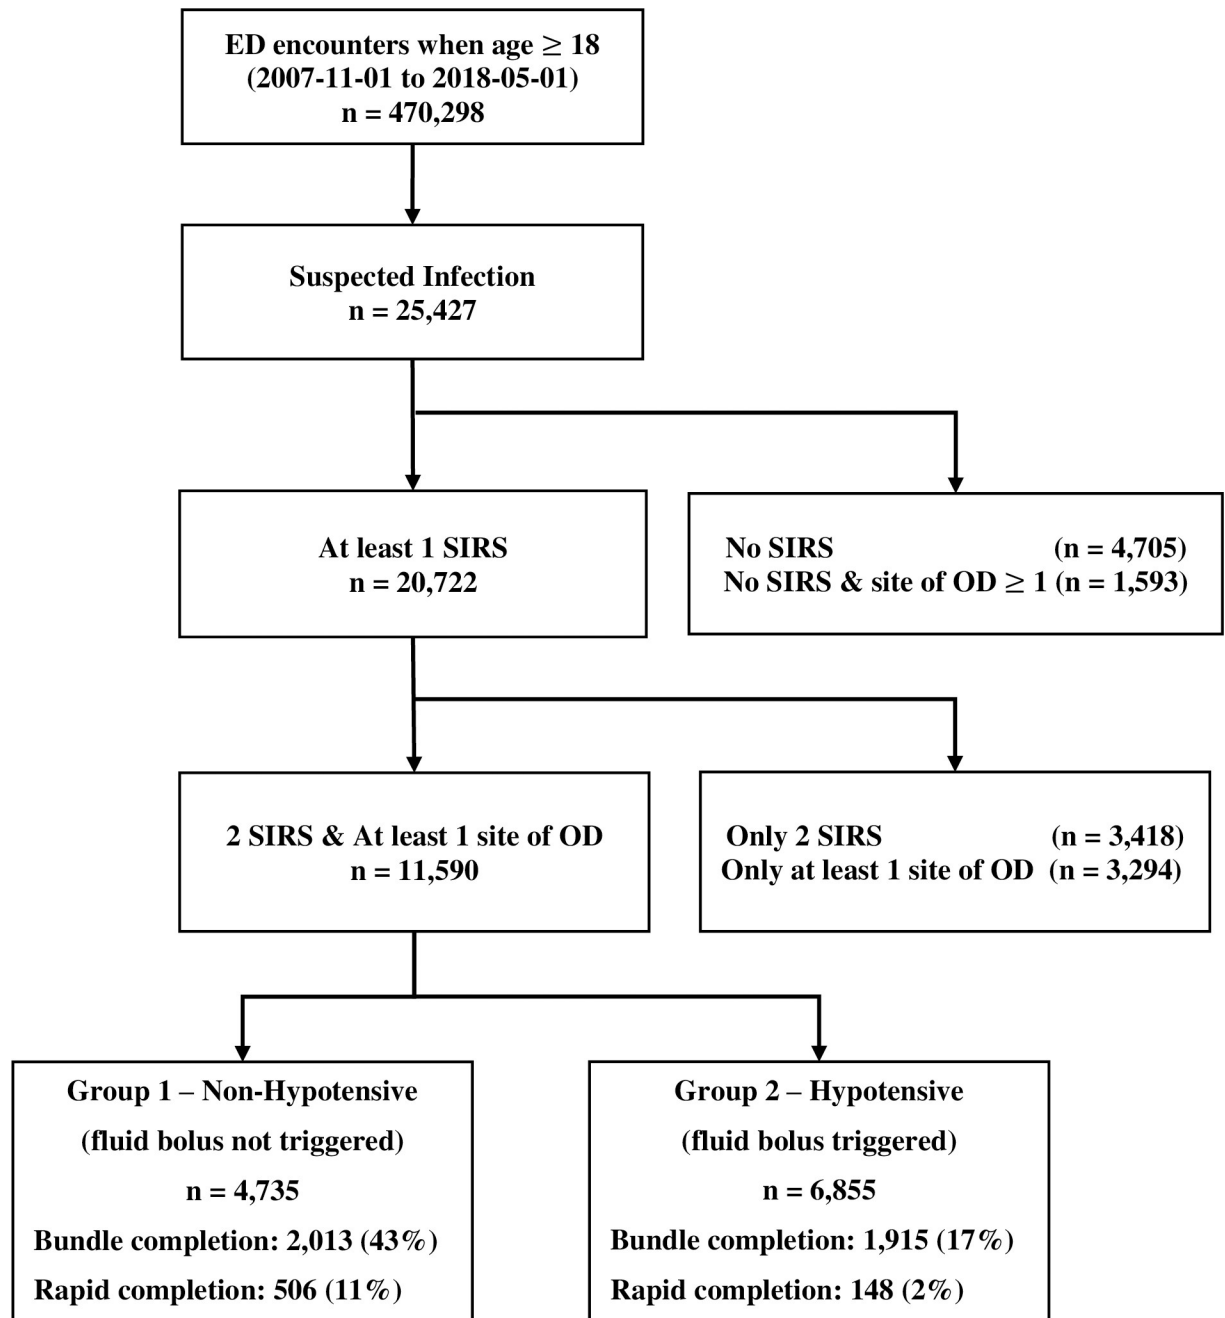 ED encounters when age ≥ 18
(2007-11-01 to 2018-05-01)
n = 470,298
Suspected Infection
n = 25,427
At least 1 SIRS
n = 20,722
No SIRS (n = 4,705)
No SIRS & site of OD ≥ 1 (n = 1,593)
2 SIRS & At least 1 site of OD
n = 11,590
Only 2 SIRS (n = 3,418)
Only at least 1 site of OD (n = 3,294)
Group 1 – Non-Hypotensive
(fluid bolus not triggered)
n = 4,735
Bundle completion: 2,013 (43%)
Rapid completion: 506 (11%)
Group 2 – Hypotensive
(fluid bolus triggered)
n = 6,855
Bundle completion: 1,915 (17%)
Rapid completion: 148 (2%)